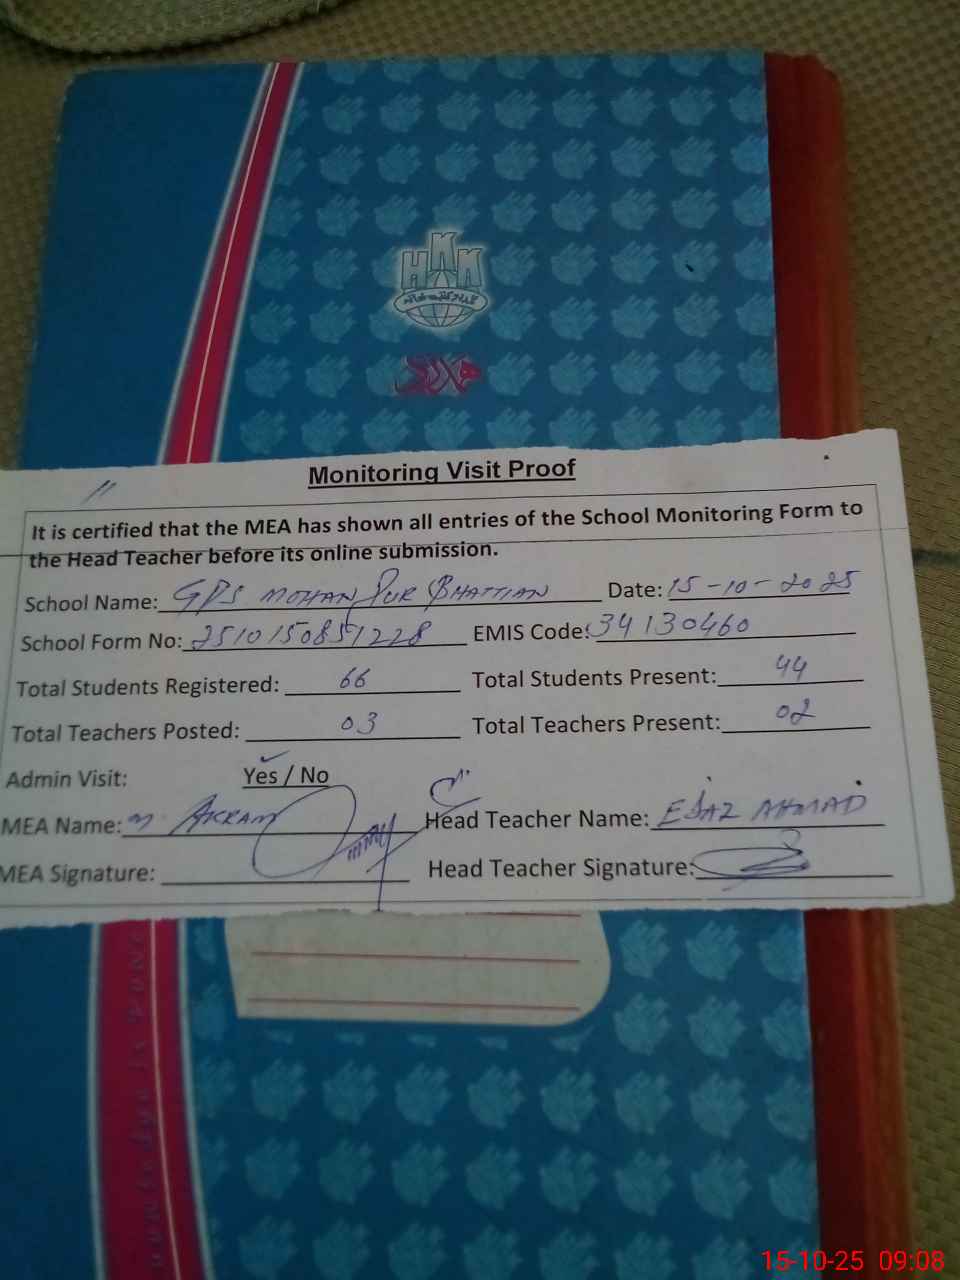 HKK
SIX
Monitoring Visit Proof
It is certified that the MEA has shown all entries of the School Monitoring Form to
the Head Teacher before its online submission.
School Name: GPS MOHAN PUR BHATTIAN Date: 15-10-2025
School Form No: 2510150851228 EMIS Code: 34130460
Total Students Registered: 66 Total Students Present: 44
Total Teachers Posted: 03 Total Teachers Present: 02
Admin Visit: Yes / No
MEA Name: M. AKRAM Head Teacher Name: EJAZ AHMAD
MEA Signature: Head Teacher Signature:
15-10-25 09:08